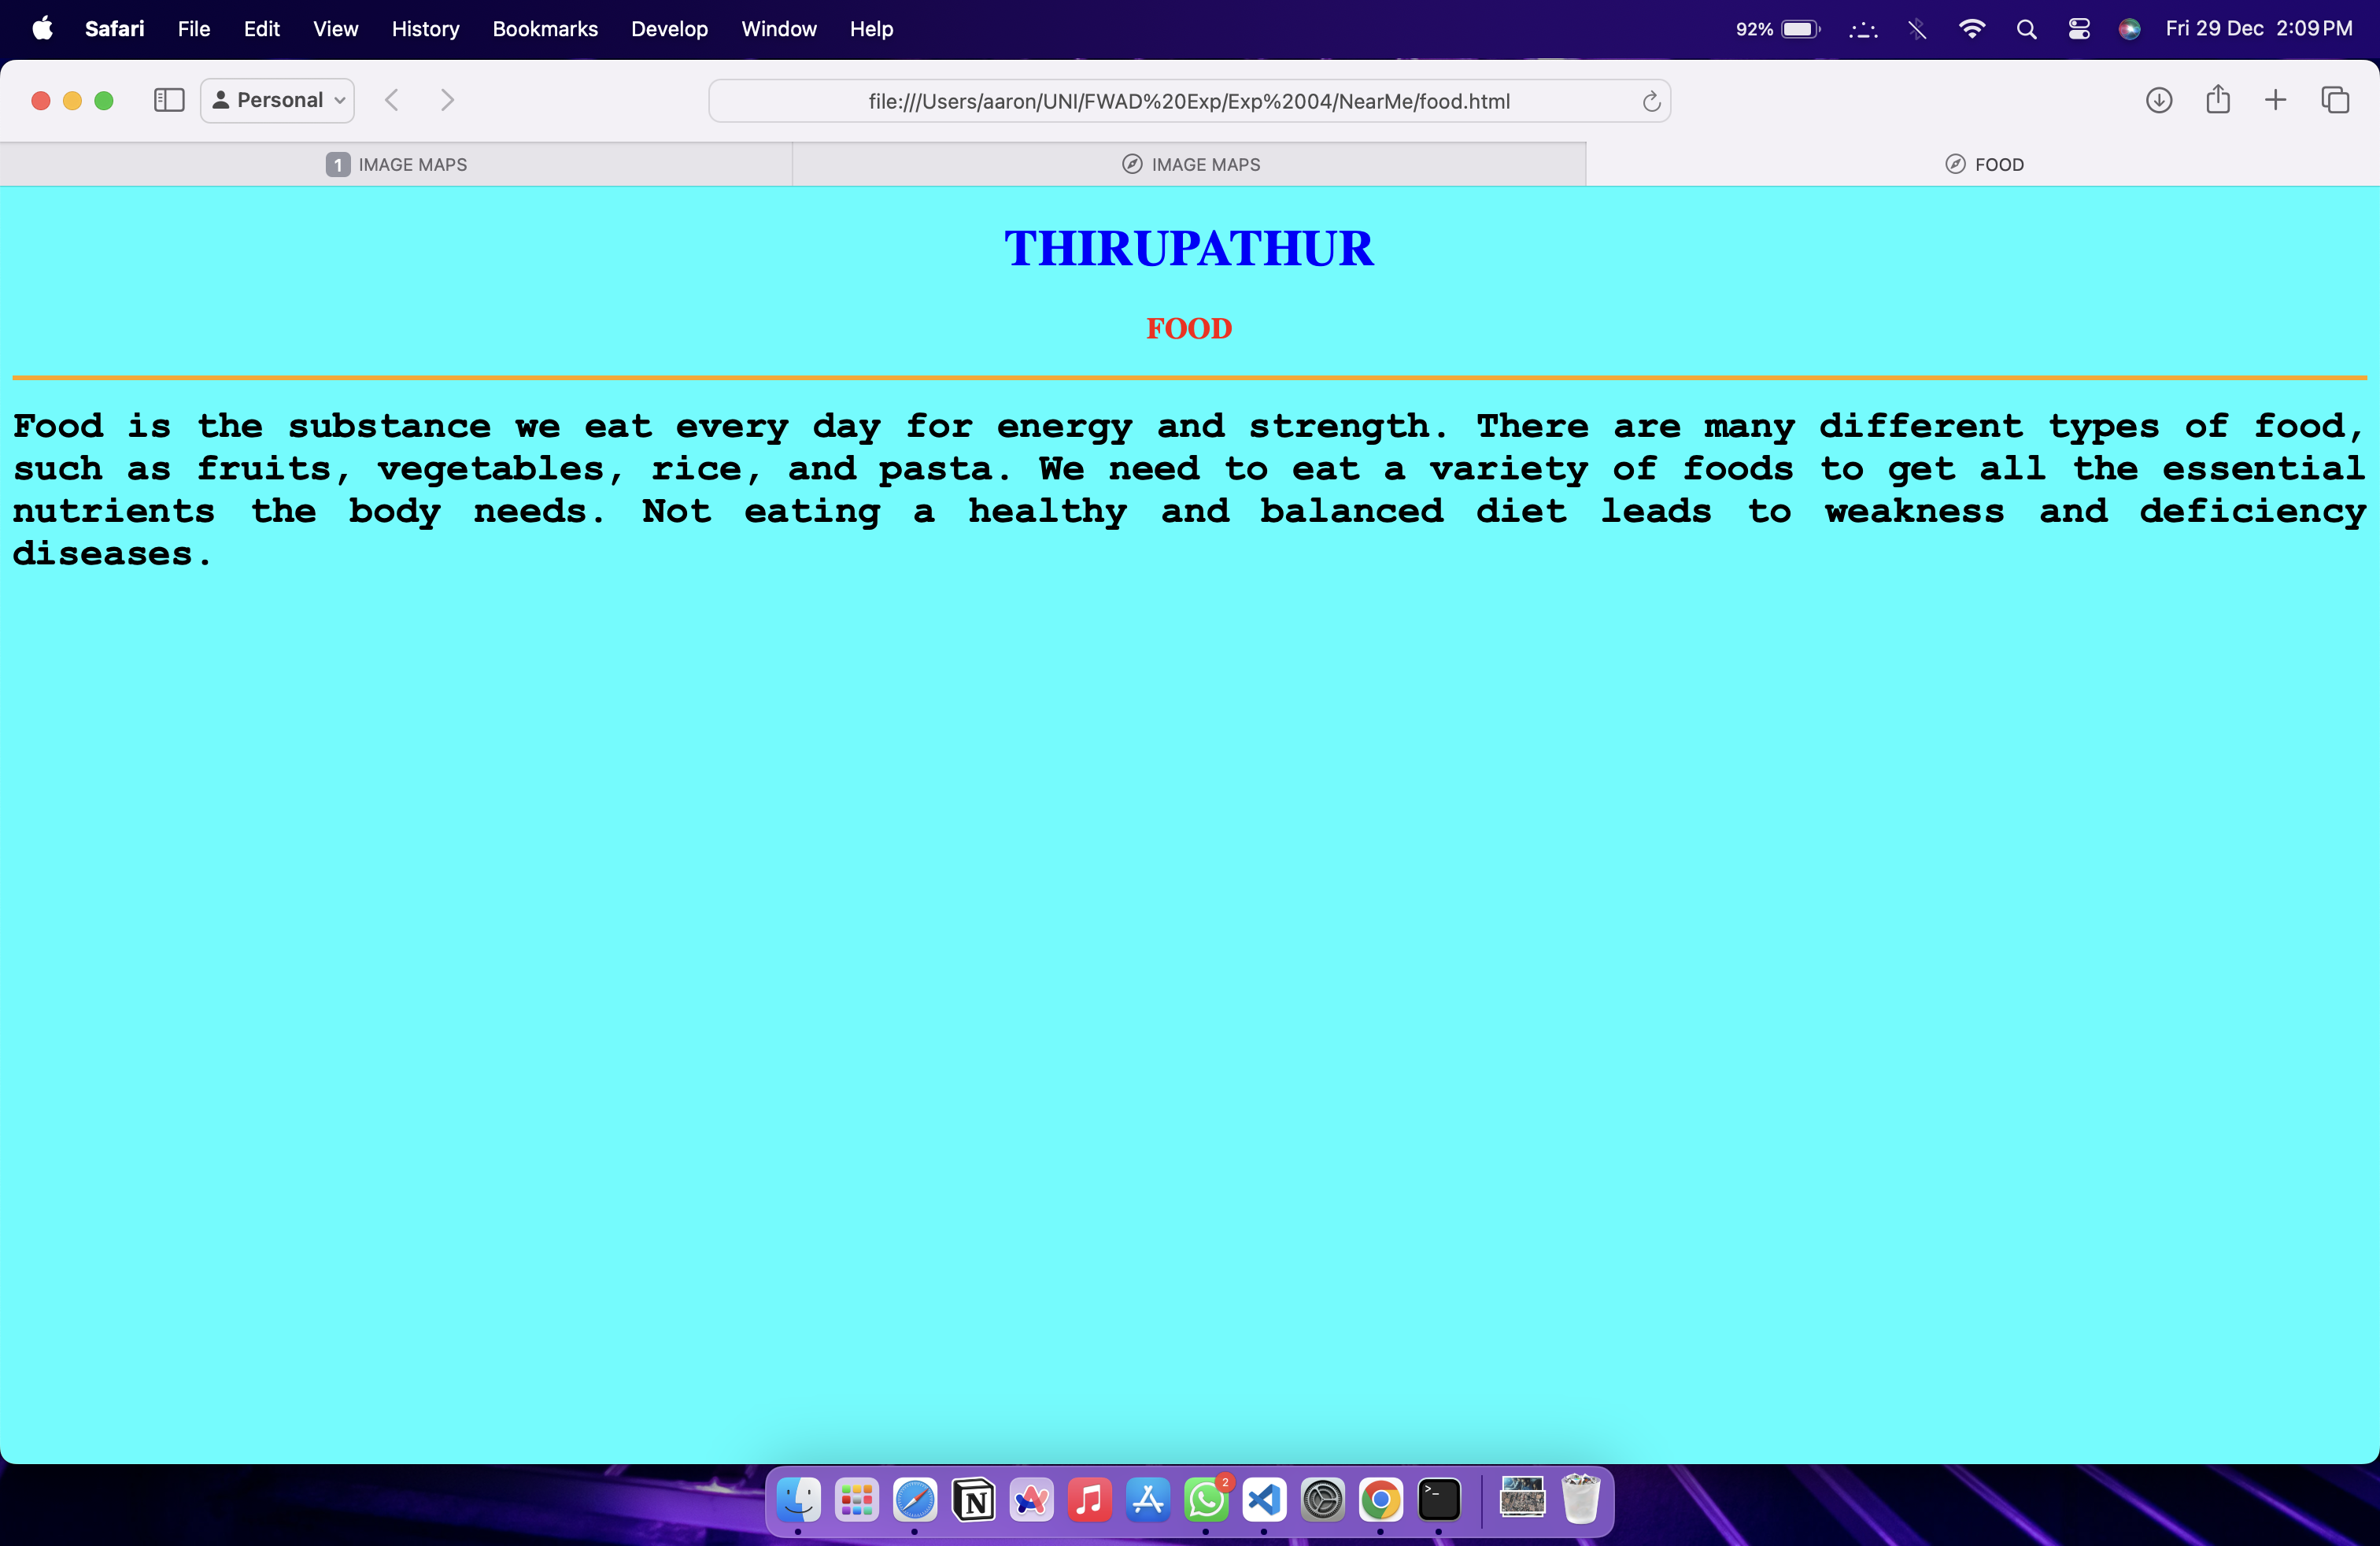 Safari File Edit View History Bookmarks Develop Window Help 92% Fri 29 Dec 2:09 PM
Personal file:///Users/aaron/UNI/FWAD%20Exp/Exp%2004/NearMe/food.html
1 IMAGE MAPS IMAGE MAPS FOOD
THIRUPATHUR
FOOD
Food is the substance we eat every day for energy and strength. There are many different types of food,
such as fruits, vegetables, rice, and pasta. We need to eat a variety of foods to get all the essential
nutrients the body needs. Not eating a healthy and balanced diet leads to weakness and deficiency
diseases.
2